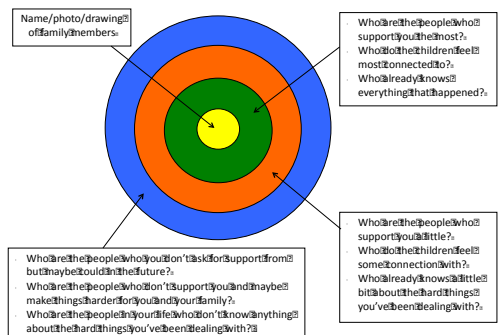 Name/photo/drawing
of family members
Who are the people who
support you the most?
Who do the children feel
most connected to?
Who already knows
everything that happened?
Who are the people who
support you a little?
Who do the children feel
some connection with?
Who already knows a little
bit about the hard things
you've been dealing with?
Who are the people who you don't ask for support from
but maybe could in the future?
Who are the people who don't support you and maybe
make things harder for you and your family?
Who are the people in your life who don't know anything
about the hard things you've been dealing with?